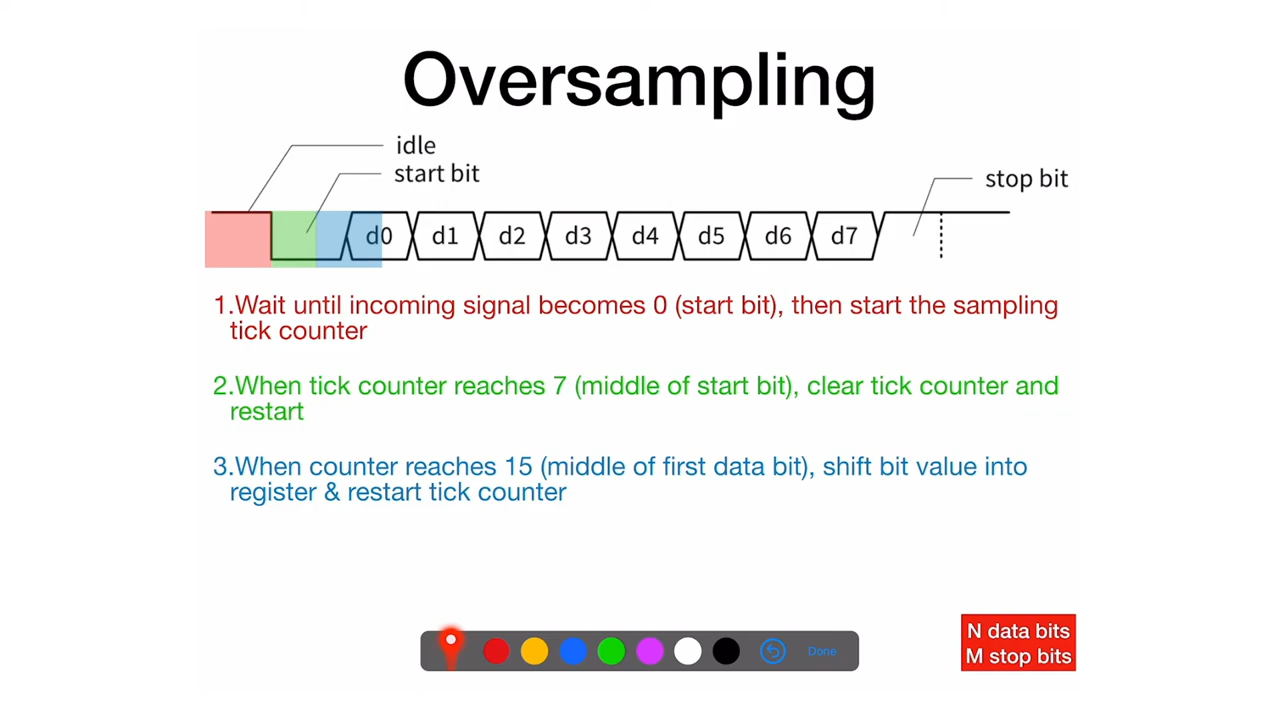 Oversampling
idle
start bit
stop bit
d0 d1 d2 d3 d4 d5 d6 d7
1.Wait until incoming signal becomes 0 (start bit), then start the sampling
tick counter
2.When tick counter reaches 7 (middle of start bit), clear tick counter and
restart
3.When counter reaches 15 (middle of first data bit), shift bit value into
register & restart tick counter
N data bits
M stop bits
Done